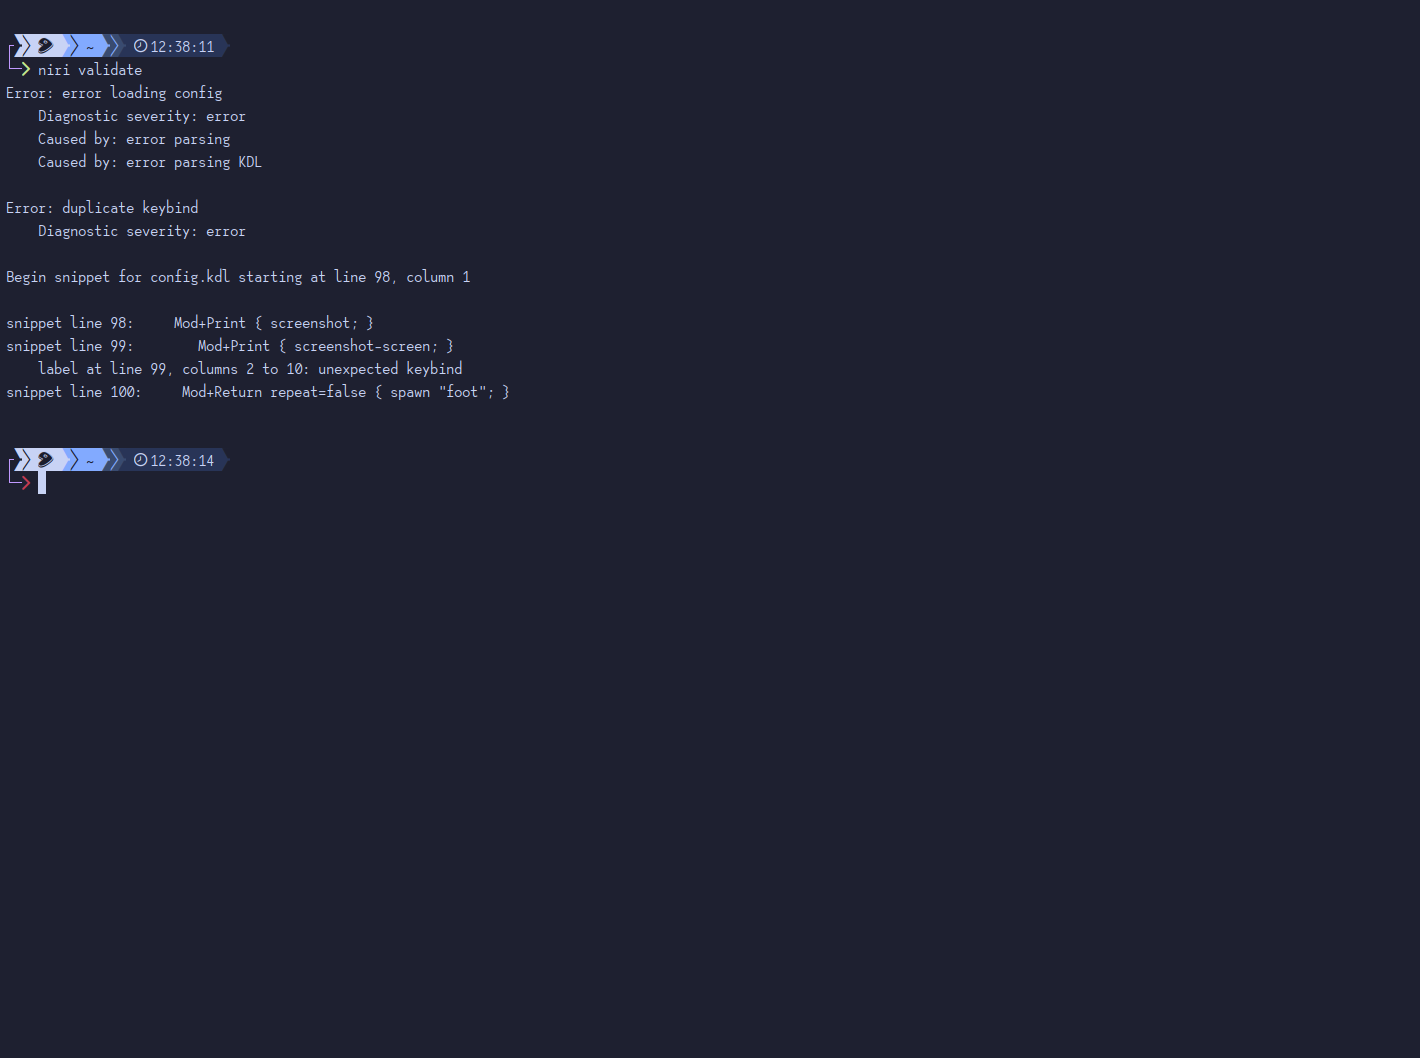 ~ 12:38:11
niri validate
Error: error loading config
    Diagnostic severity: error
    Caused by: error parsing
    Caused by: error parsing KDL

Error: duplicate keybind
    Diagnostic severity: error

Begin snippet for config.kdl starting at line 98, column 1

snippet line 98:     Mod+Print { screenshot; }
snippet line 99:        Mod+Print { screenshot-screen; }
    label at line 99, columns 2 to 10: unexpected keybind
snippet line 100:     Mod+Return repeat=false { spawn "foot"; }

~ 12:38:14